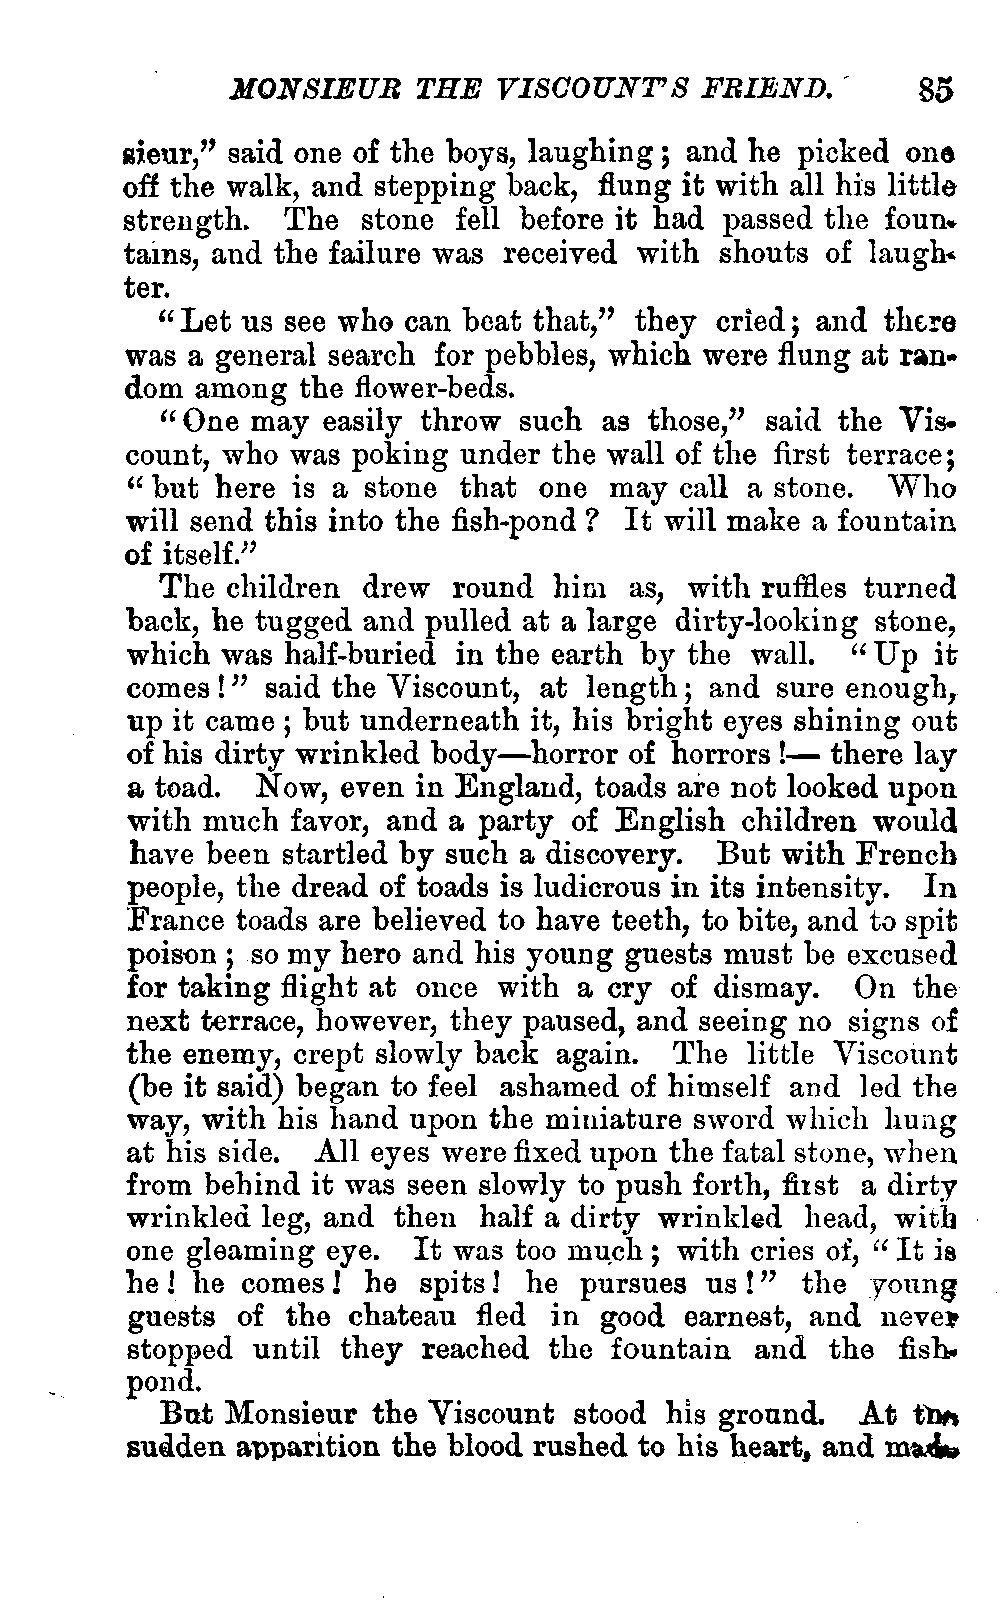 MONSIEUR THE VISCOUNT'S FRIEND. 85
sieur," said one of the boys, laughing; and he picked one
off the walk, and stepping back, flung it with all his little
strength. The stone fell before it had passed the foun-
tains, and the failure was received with shouts of laugh-
ter.
"Let us see who can beat that," they cried; and there
was a general search for pebbles, which were flung at ran-
dom among the flower-beds.
"One may easily throw such as those," said the Vis-
count, who was poking under the wall of the first terrace;
"but here is a stone that one may call a stone. Who
will send this into the fish-pond? It will make a fountain
of itself."
The children drew round him as, with ruffles turned
back, he tugged and pulled at a large dirty-looking stone,
which was half-buried in the earth by the wall. "Up it
comes!" said the Viscount, at length; and sure enough,
up it came; but underneath it, his bright eyes shining out
of his dirty wrinkled body—horror of horrors!—there lay
a toad. Now, even in England, toads are not looked upon
with much favor, and a party of English children would
have been startled by such a discovery. But with French
people, the dread of toads is ludicrous in its intensity. In
France toads are believed to have teeth, to bite, and to spit
poison; so my hero and his young guests must be excused
for taking flight at once with a cry of dismay. On the
next terrace, however, they paused, and seeing no signs of
the enemy, crept slowly back again. The little Viscount
(be it said) began to feel ashamed of himself and led the
way, with his hand upon the miniature sword which hung
at his side. All eyes were fixed upon the fatal stone, when
from behind it was seen slowly to push forth, first a dirty
wrinkled leg, and then half a dirty wrinkled head, with
one gleaming eye. It was too much; with cries of, "It is
he! he comes! he spits! he pursues us!" the young
guests of the chateau fled in good earnest, and never
stopped until they reached the fountain and the fish-
pond.
But Monsieur the Viscount stood his ground. At the
sudden apparition the blood rushed to his heart, and made